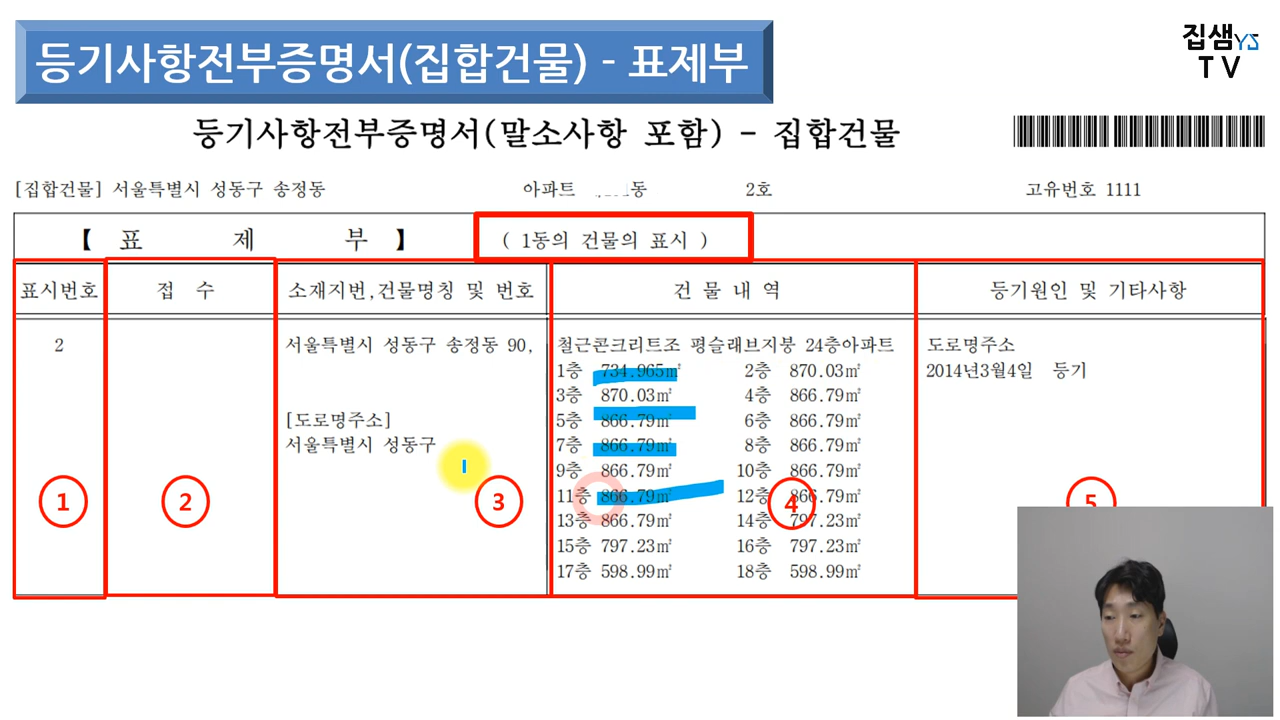 등기사항전부증명서(집합건물) - 표제부
집샘YS
TV
등기사항전부증명서(말소사항 포함) - 집합건물
[집합건물] 서울특별시 성동구 송정동 아파트 동 2호 고유번호 1111
【 표 제 부 】 ( 1동의 건물의 표시 )
표시번호 접 수 소재지번,건물명칭 및 번호 건 물 내 역 등기원인 및 기타사항
2 서울특별시 성동구 송정동 90, 철근콘크리트조 평슬래브지붕 24층아파트 도로명주소
1층 734.965㎡ 2층 870.03㎡ 2014년3월4일 등기
3층 870.03㎡ 4층 866.79㎡
[도로명주소] 5층 866.79㎡ 6층 866.79㎡
서울특별시 성동구 7층 866.79㎡ 8층 866.79㎡
9층 866.79㎡ 10층 866.79㎡
1 2 3 11층 866.79㎡ 12층 866.79㎡ 4 5
13층 866.79㎡ 14층 797.23㎡
15층 797.23㎡ 16층 797.23㎡
17층 598.99㎡ 18층 598.99㎡